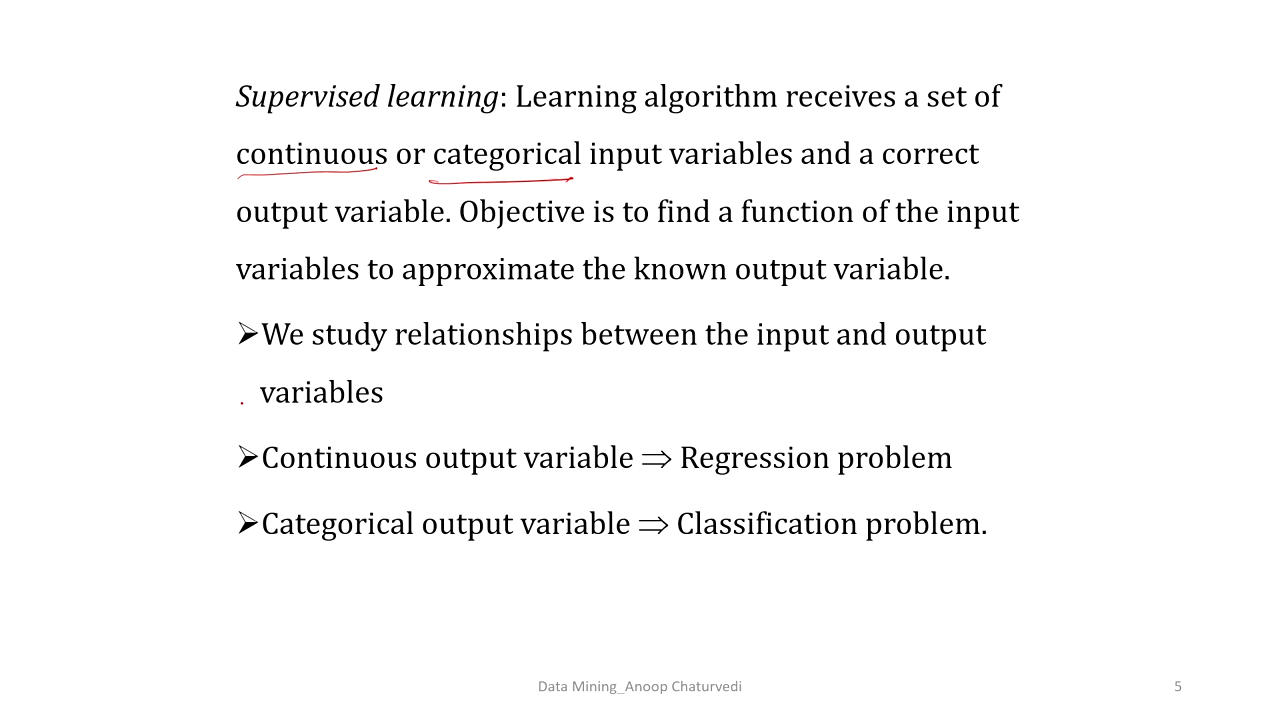 Supervised learning: Learning algorithm receives a set of
continuous or categorical input variables and a correct
output variable. Objective is to find a function of the input
variables to approximate the known output variable.
➢We study relationships between the input and output
variables
➢Continuous output variable ⟹ Regression problem
➢Categorical output variable ⟹ Classification problem.
Data Mining_Anoop Chaturvedi
5